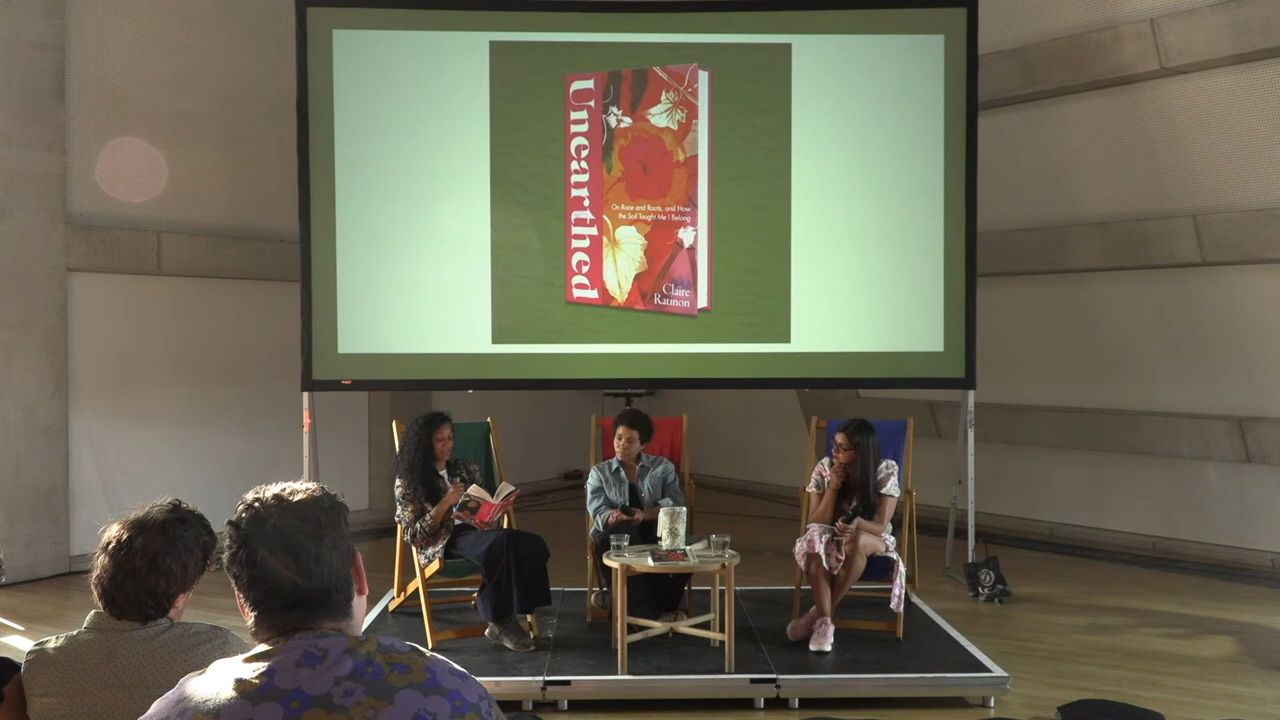 Unearthed
On Race and Roots, and How
the Soil Taught Me I Belong
Claire
Ratinon